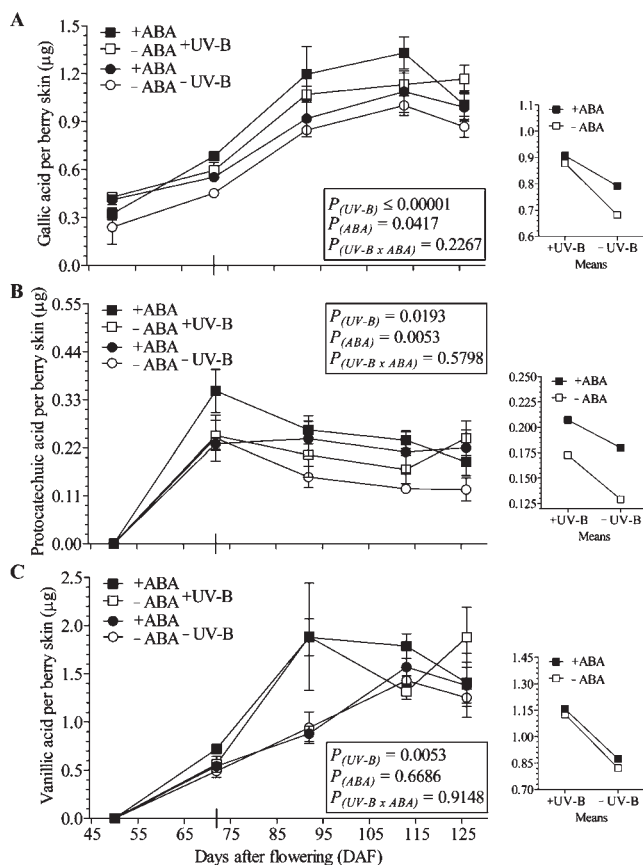 A
Gallic acid per berry skin (µg)
1.5
1.2
0.9
0.6
0.3
0.0
+ABA
−ABA +UV-B
+ABA
−ABA −UV-B
P(UV-B) ≤ 0.00001
P(ABA) = 0.0417
P(UV-B x ABA) = 0.2267
1.1
1.0
0.9
0.8
0.7
0.6
+ABA
−ABA
+UV-B −UV-B
Means
B
Protocatechuic acid per berry skin (µg)
0.55
0.44
0.33
0.22
0.11
0.00
+ABA
−ABA +UV-B
+ABA
−ABA −UV-B
P(UV-B) = 0.0193
P(ABA) = 0.0053
P(UV-B x ABA) = 0.5798
0.250
0.225
0.200
0.175
0.150
0.125
+ABA
−ABA
+UV-B −UV-B
Means
C
Vanillic acid per berry skin (µg)
2.5
2.0
1.5
1.0
0.5
0.0
+ABA
−ABA +UV-B
+ABA
−ABA −UV-B
P(UV-B) = 0.0053
P(ABA) = 0.6686
P(UV-B x ABA) = 0.9148
45 55 65 75 85 95 105 115 125
Days after flowering (DAF)
1.45
1.30
1.15
1.00
0.85
0.70
+ABA
−ABA
+UV-B −UV-B
Means